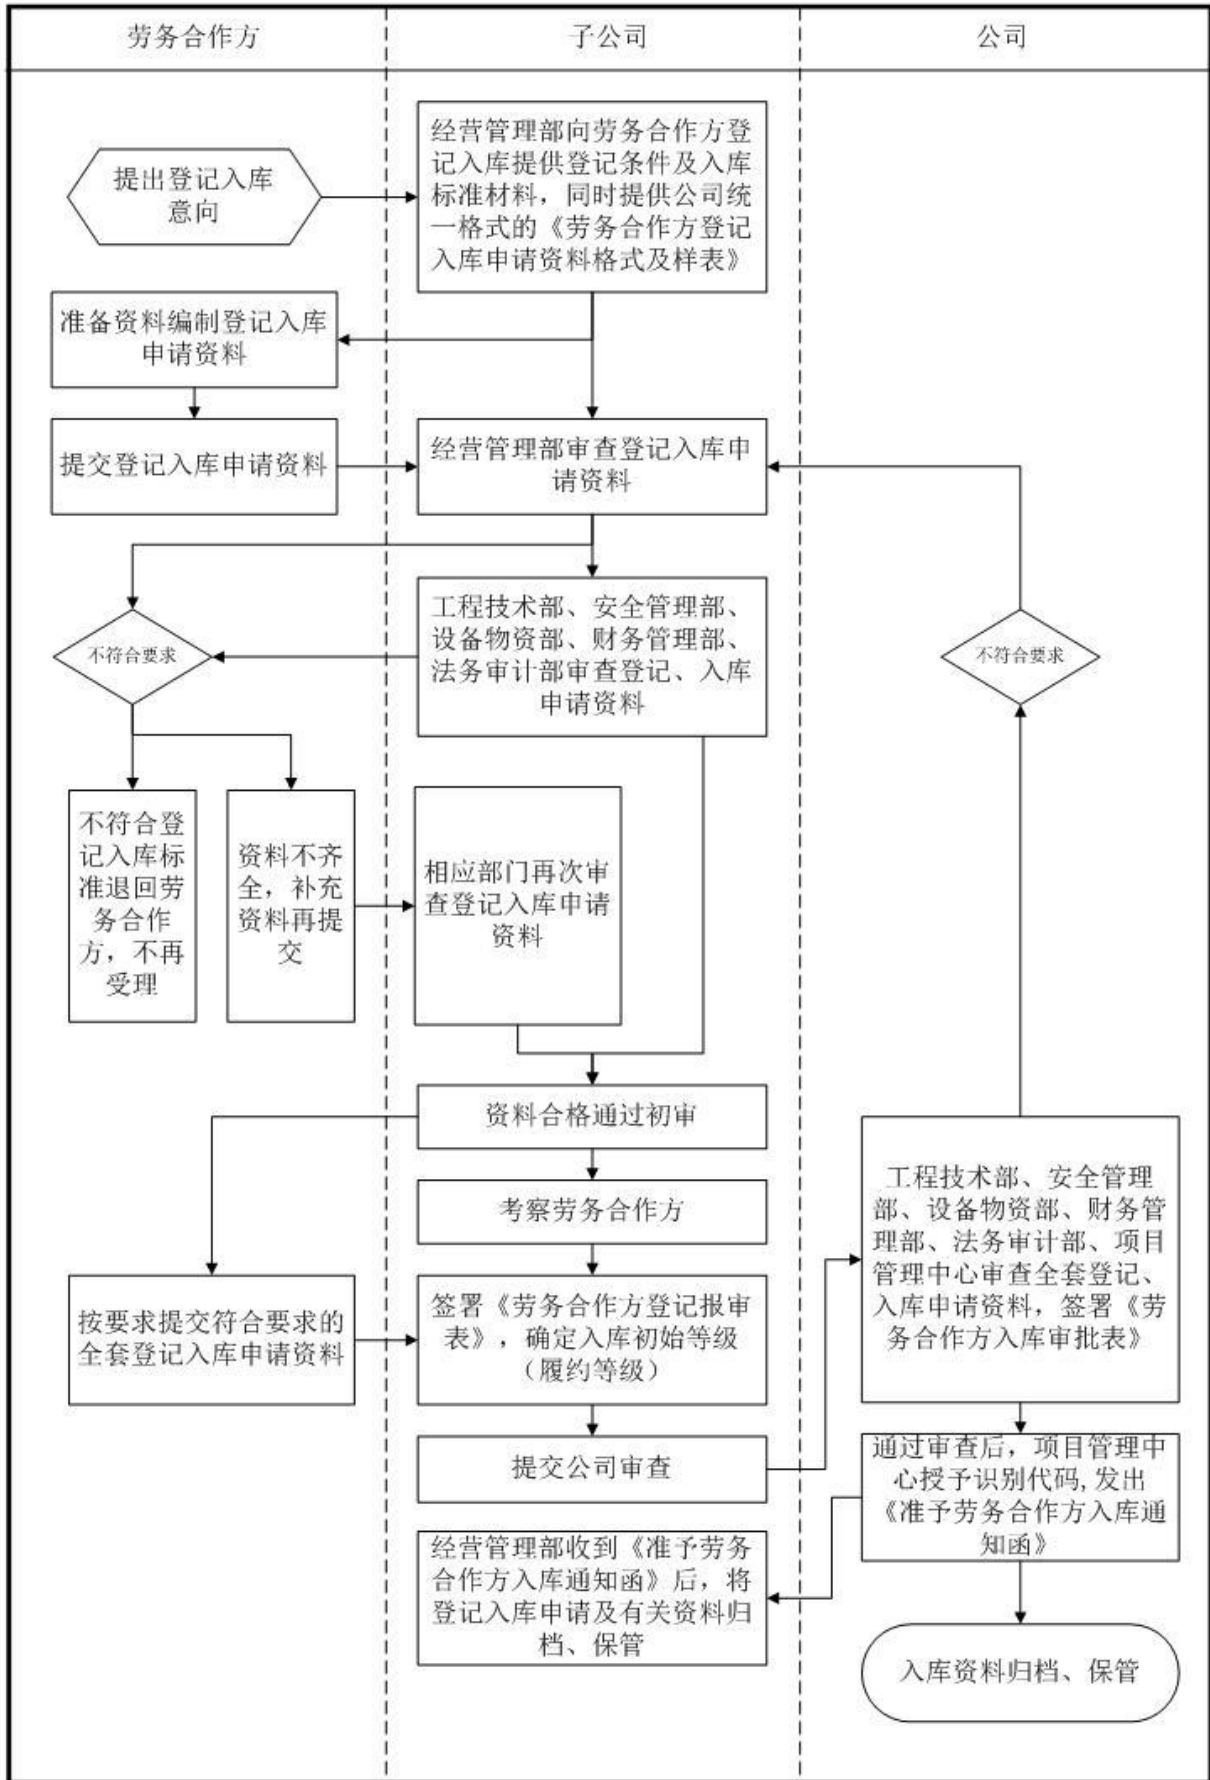 劳务合作方
子公司
公司
提出登记入库
意向
经营管理部向劳务合作方登
记入库提供登记条件及入库
标准材料，同时提供公司统
一格式的《劳务合作方登记
入库申请资料格式及样表》
准备资料编制登记入库
申请资料
提交登记入库申请资料
经营管理部审查登记入库申
请资料
不符合要求
工程技术部、安全管理部、
设备物资部、财务管理部、
法务审计部审查登记、入库
申请资料
不符合要求
不符合登
记入库标
准退回劳
务合作
方，不再
受理
资料不齐
全，补充
资料再提
交
相应部门再次审
查登记入库申请
资料
资料合格通过初审
考察劳务合作方
按要求提交符合要求的
全套登记入库申请资料
签署《劳务合作方登记报审
表》，确定入库初始等级
（履约等级）
提交公司审查
工程技术部、安全管理
部、设备物资部、财务管
理部、法务审计部、项目
管理中心审查全套登记、
入库申请资料，签署《劳
务合作方入库审批表》
通过审查后，项目管理中
心授予识别代码,发出
《准予劳务合作方入库通
知函》
经营管理部收到《准予劳务
合作方入库通知函》后，将
登记入库申请及有关资料归
档、保管
入库资料归档、保管